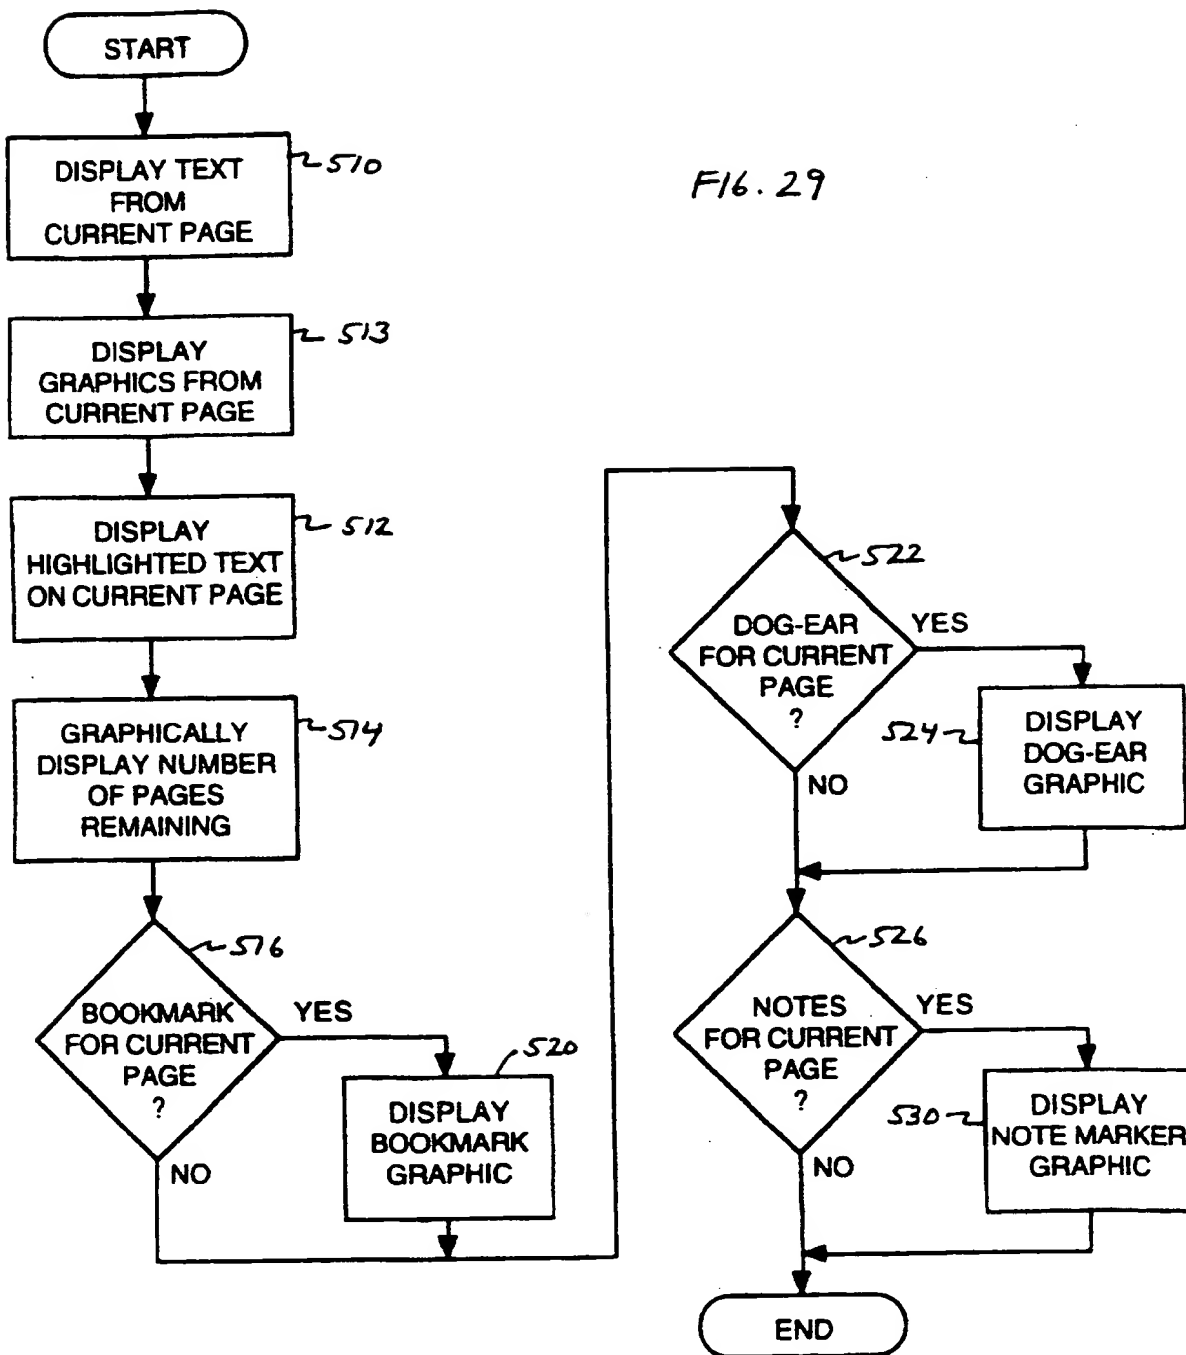 START
DISPLAY TEXT
FROM
CURRENT PAGE
510
FIG. 29
DISPLAY
GRAPHICS FROM
CURRENT PAGE
513
DISPLAY
HIGHLIGHTED TEXT
ON CURRENT PAGE
512
GRAPHICALLY
DISPLAY NUMBER
OF PAGES
REMAINING
514
BOOKMARK
FOR CURRENT
PAGE
?
516
YES
NO
DISPLAY
BOOKMARK
GRAPHIC
520
DOG-EAR
FOR CURRENT
PAGE
?
522
YES
NO
DISPLAY
DOG-EAR
GRAPHIC
524
NOTES
FOR CURRENT
PAGE
?
526
YES
NO
DISPLAY
NOTE MARKER
GRAPHIC
530
END